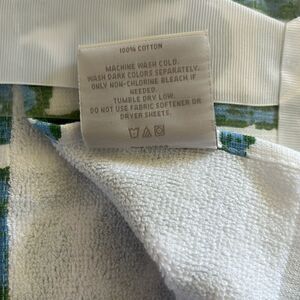 100% COTTON
MACHINE WASH COLD.
WASH DARK COLORS SEPARATELY.
ONLY NON-CHLORINE BLEACH IF
NEEDED.
TUMBLE DRY LOW.
DO NOT USE FABRIC SOFTENER OR
DRYER SHEETS.